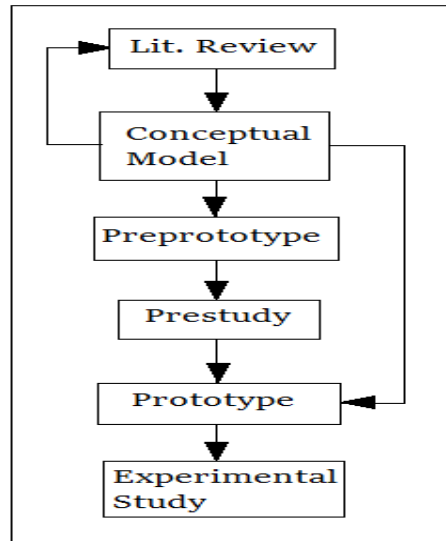 Lit. Review
Conceptual
Model
Preprototype
Prestudy
Prototype
Experimental
Study